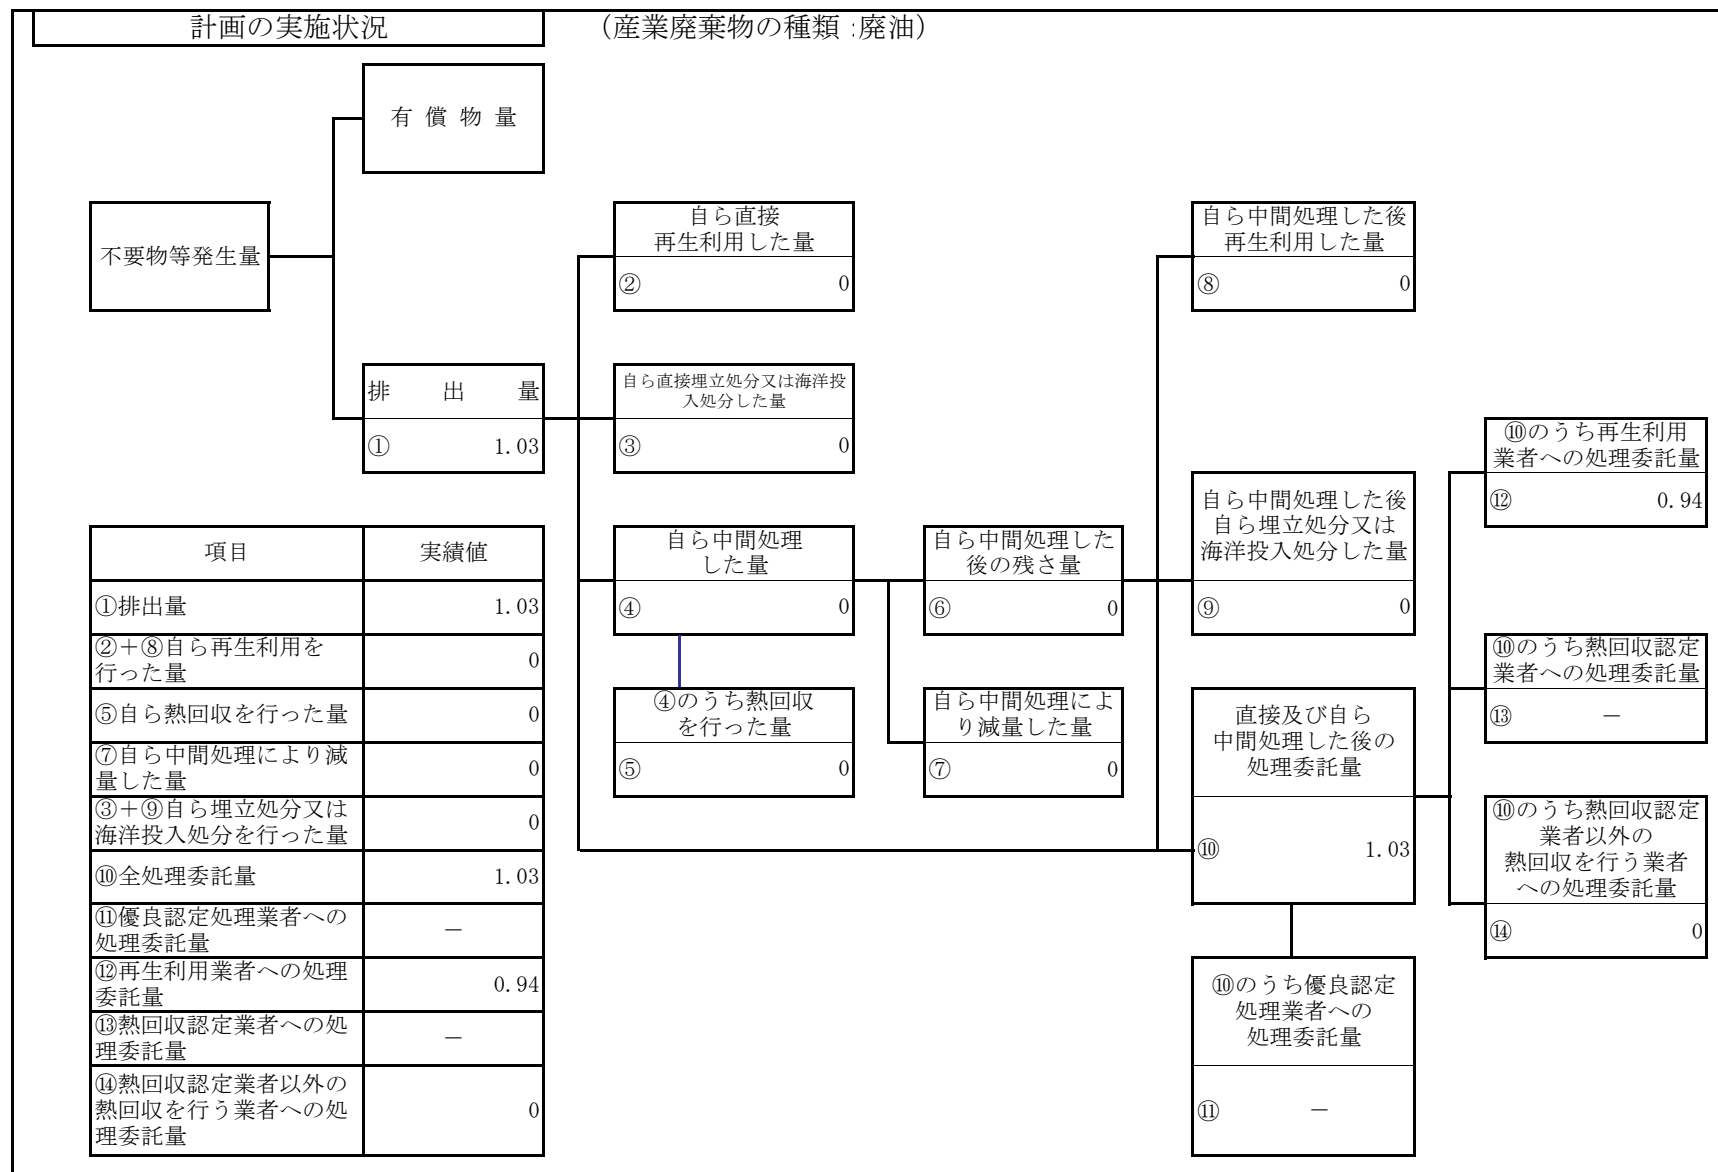 計画の実施状況
（産業廃棄物の種類:廃油）
有償物量
不要物等発生量
自ら直接
再生利用した量
② 0
自ら中間処理した後
再生利用した量
⑧ 0
排出量
① 1.03
自ら直接埋立処分又は海洋投
入処分した量
③ 0
⑩のうち再生利用
業者への処理委託量
⑫ 0.94
自ら中間処理
した量
④ 0
自ら中間処理した
後の残さ量
⑥ 0
自ら中間処理した後
自ら埋立処分又は
海洋投入処分した量
⑨ 0
⑩のうち熱回収認定
業者への処理委託量
⑬ －
④のうち熱回収
を行った量
⑤ 0
自ら中間処理によ
り減量した量
⑦ 0
直接及び自ら
中間処理した後の
処理委託量
⑩ 1.03
⑩のうち熱回収認定
業者以外の
熱回収を行う業者
への処理委託量
⑭ 0
⑩のうち優良認定
処理業者への
処理委託量
⑪ －
項目 実績値
①排出量 1.03
②＋⑧自ら再生利用を
行った量 0
⑤自ら熱回収を行った量 0
⑦自ら中間処理により減
量した量 0
③＋⑨自ら埋立処分又は
海洋投入処分を行った量 0
⑩全処理委託量 1.03
⑪優良認定処理業者への
処理委託量 －
⑫再生利用業者への処理
委託量 0.94
⑬熱回収認定業者への処
理委託量 －
⑭熱回収認定業者以外の
熱回収を行う業者への処
理委託量 0